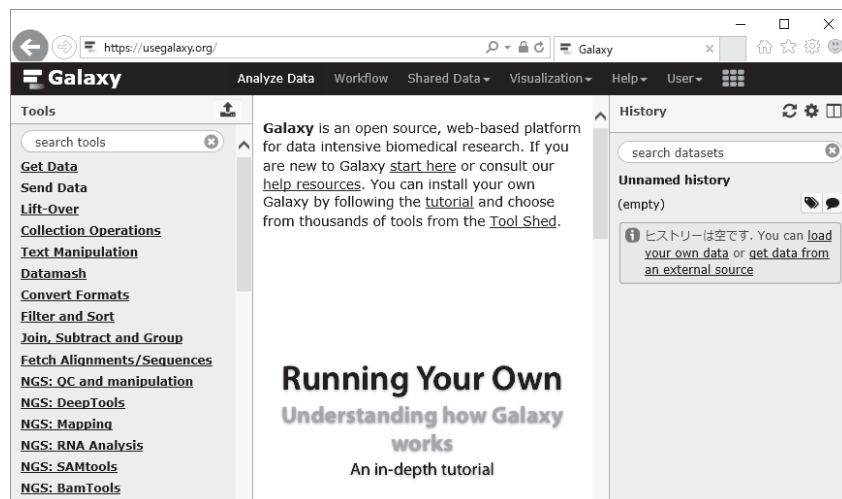 https://usegalaxy.org/
Galaxy
Galaxy
Analyze Data Workflow Shared Data Visualization Help User
Tools
search tools
Get Data
Send Data
Lift-Over
Collection Operations
Text Manipulation
Datamash
Convert Formats
Filter and Sort
Join, Subtract and Group
Fetch Alignments/Sequences
NGS: QC and manipulation
NGS: DeepTools
NGS: Mapping
NGS: RNA Analysis
NGS: SAMtools
NGS: BamTools
Galaxy is an open source, web-based platform
for data intensive biomedical research. If you
are new to Galaxy start here or consult our
help resources. You can install your own
Galaxy by following the tutorial and choose
from thousands of tools from the Tool Shed.
Running Your Own
Understanding how Galaxy
works
An in-depth tutorial
History
search datasets
Unnamed history
(empty)
ヒストリーは空です. You can load
your own data or get data from
an external source